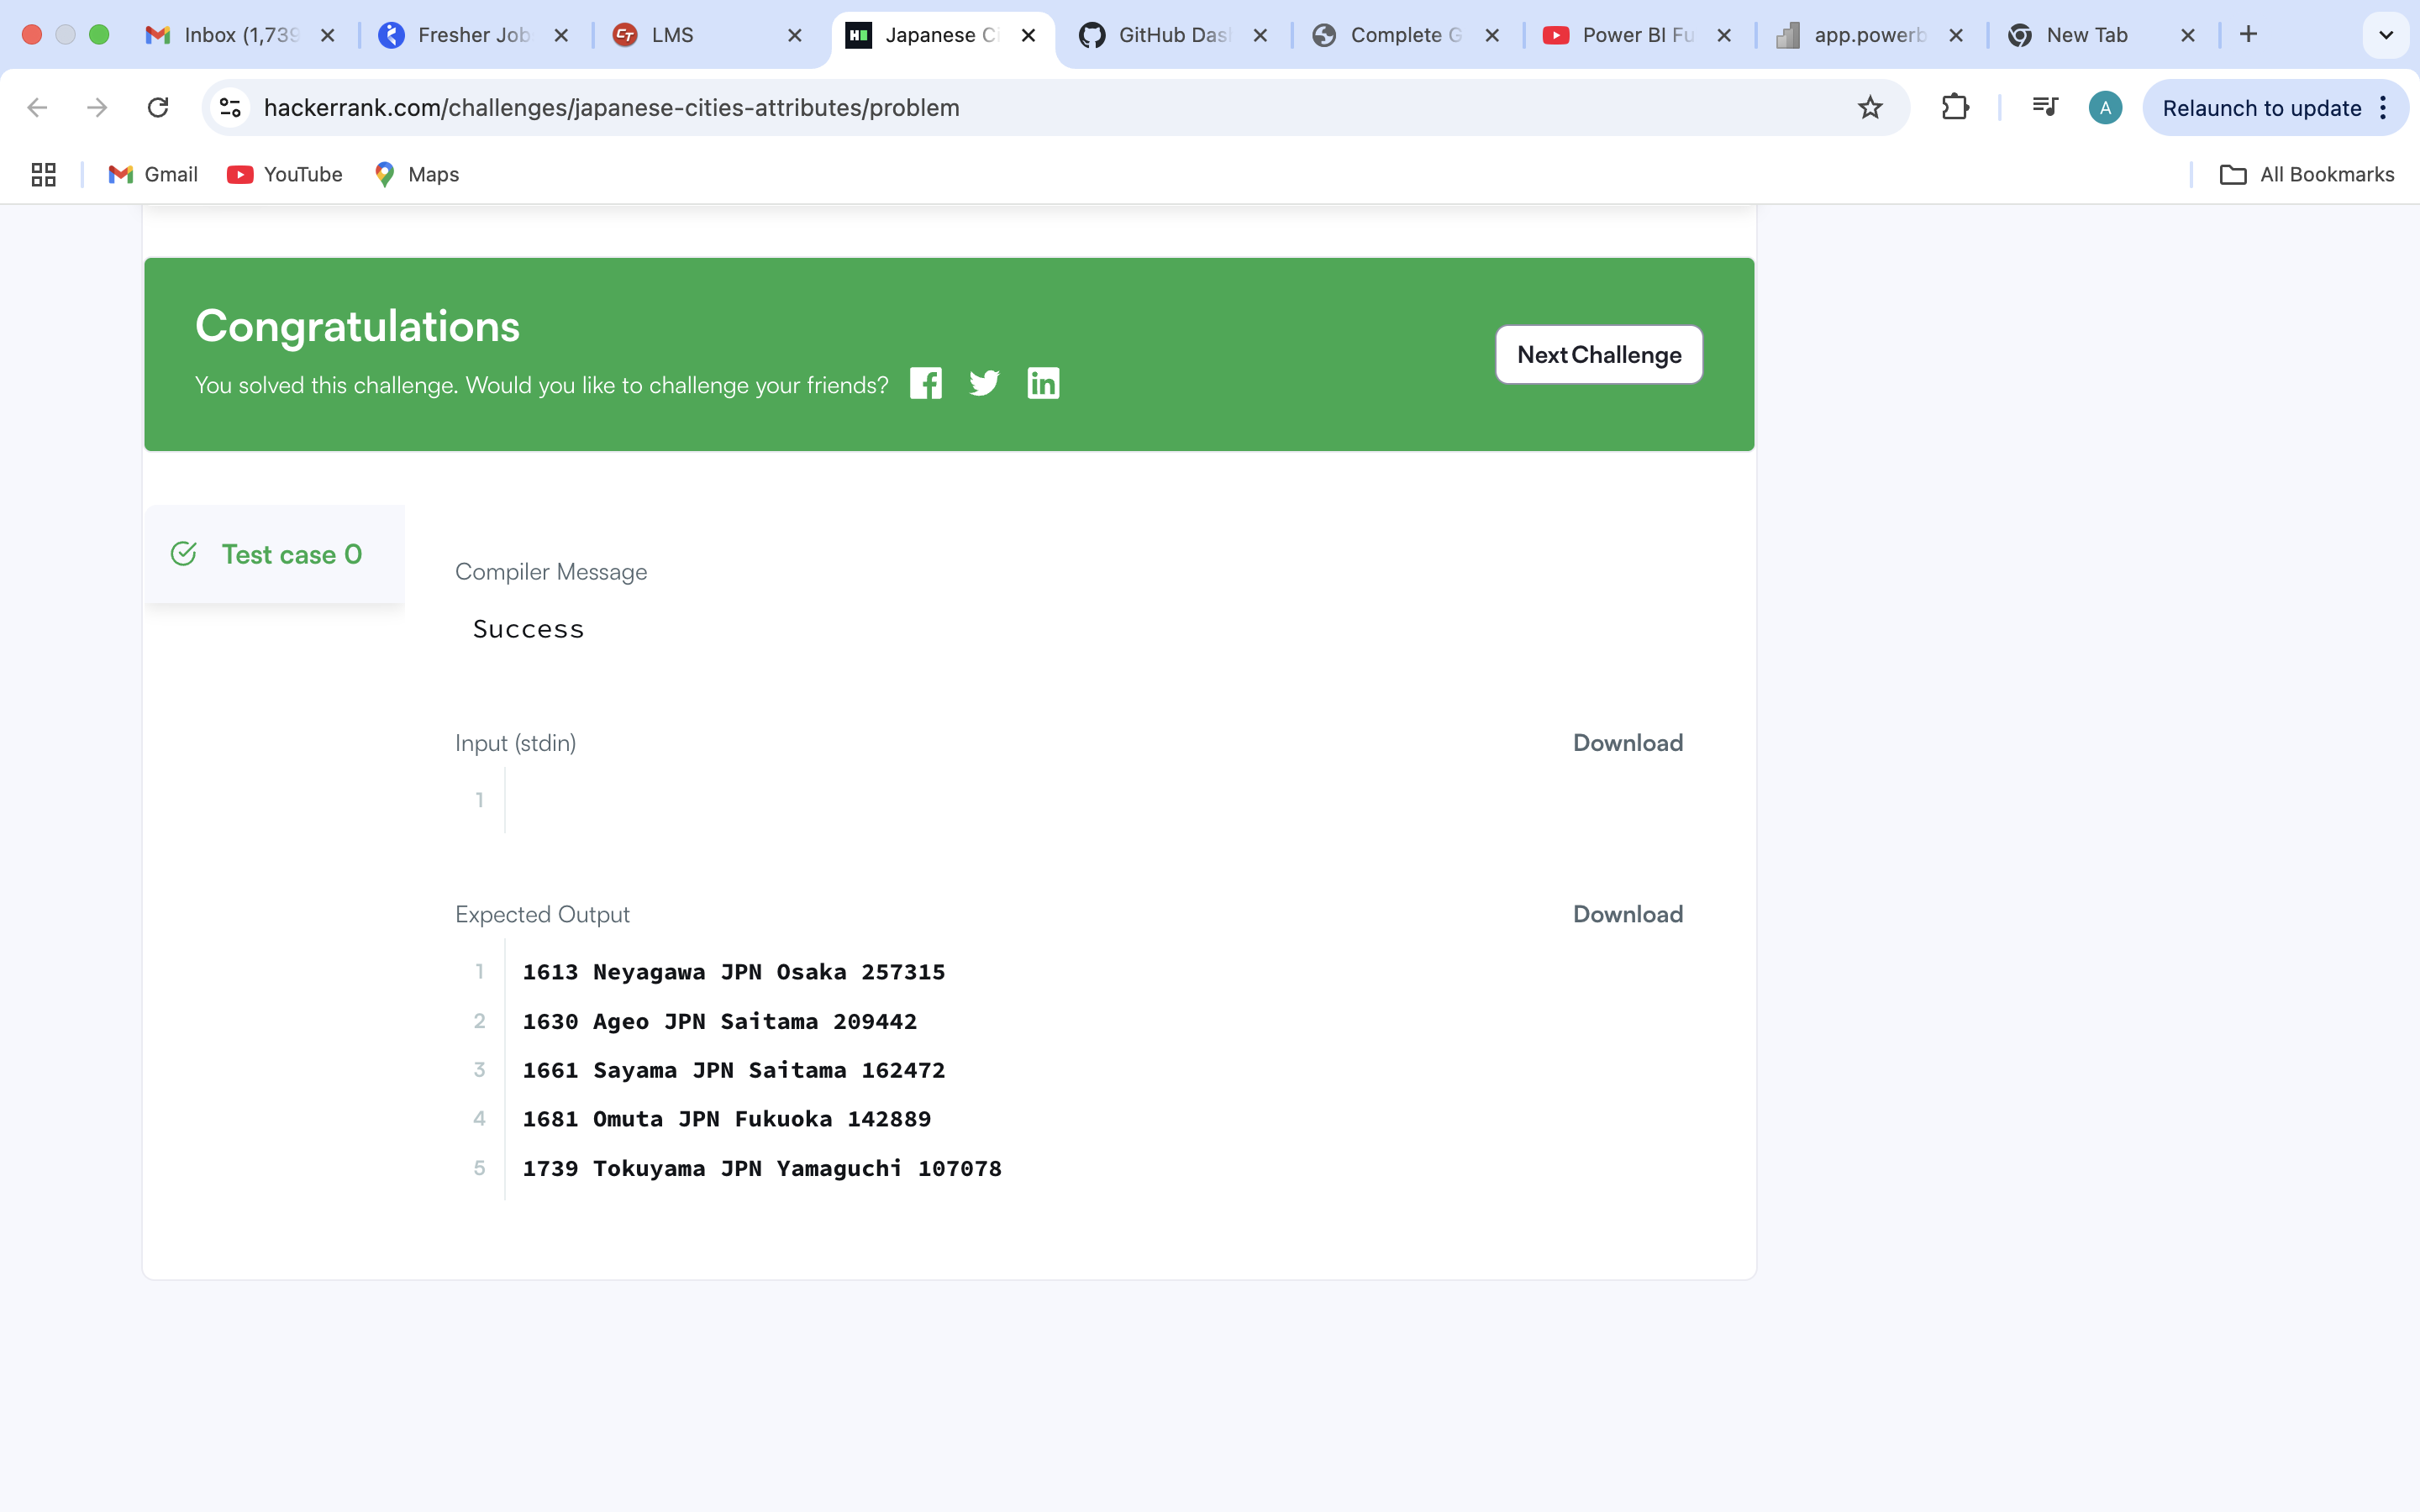 Inbox (1,739
Fresher Job
LMS
Japanese Ci
GitHub Das
Complete G
Power BI Fu
app.powerb
New Tab
hackerrank.com/challenges/japanese-cities-attributes/problem
A
Relaunch to update
Gmail
YouTube
Maps
All Bookmarks
Congratulations
You solved this challenge. Would you like to challenge your friends?
Next Challenge
Test case 0
Compiler Message
Success
Input (stdin)
Download
1
Expected Output
Download
1 1613 Neyagawa JPN Osaka 257315
2 1630 Ageo JPN Saitama 209442
3 1661 Sayama JPN Saitama 162472
4 1681 Omuta JPN Fukuoka 142889
5 1739 Tokuyama JPN Yamaguchi 107078